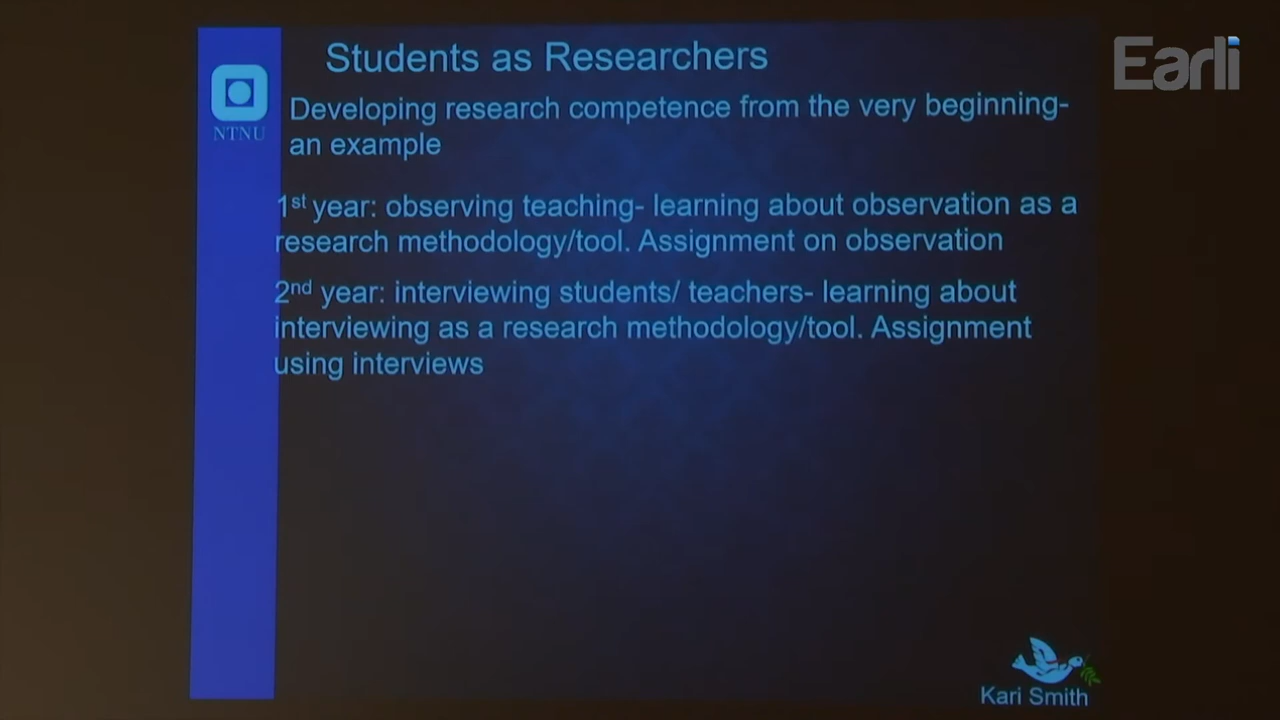 Students as Researchers
Earli
NTNU
Developing research competence from the very beginning-
an example
1st year: observing teaching- learning about observation as a
research methodology/tool. Assignment on observation
2nd year: interviewing students/ teachers- learning about
interviewing as a research methodology/tool. Assignment
using interviews
Kari Smith